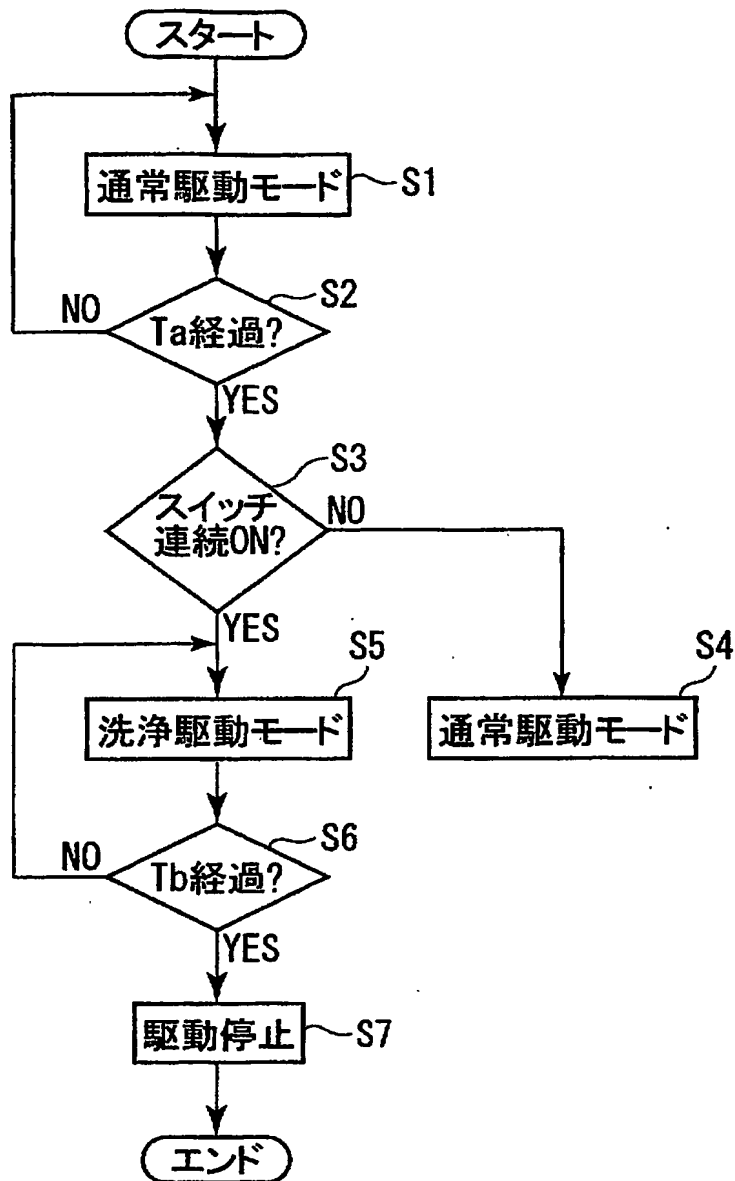 スタート
通常駆動モード
S1
S2
Ta経過?
NO
YES
S3
スイッチ
連続ON?
NO
YES
S5
洗浄駆動モード
S4
通常駆動モード
S6
Tb経過?
NO
YES
駆動停止
S7
エンド